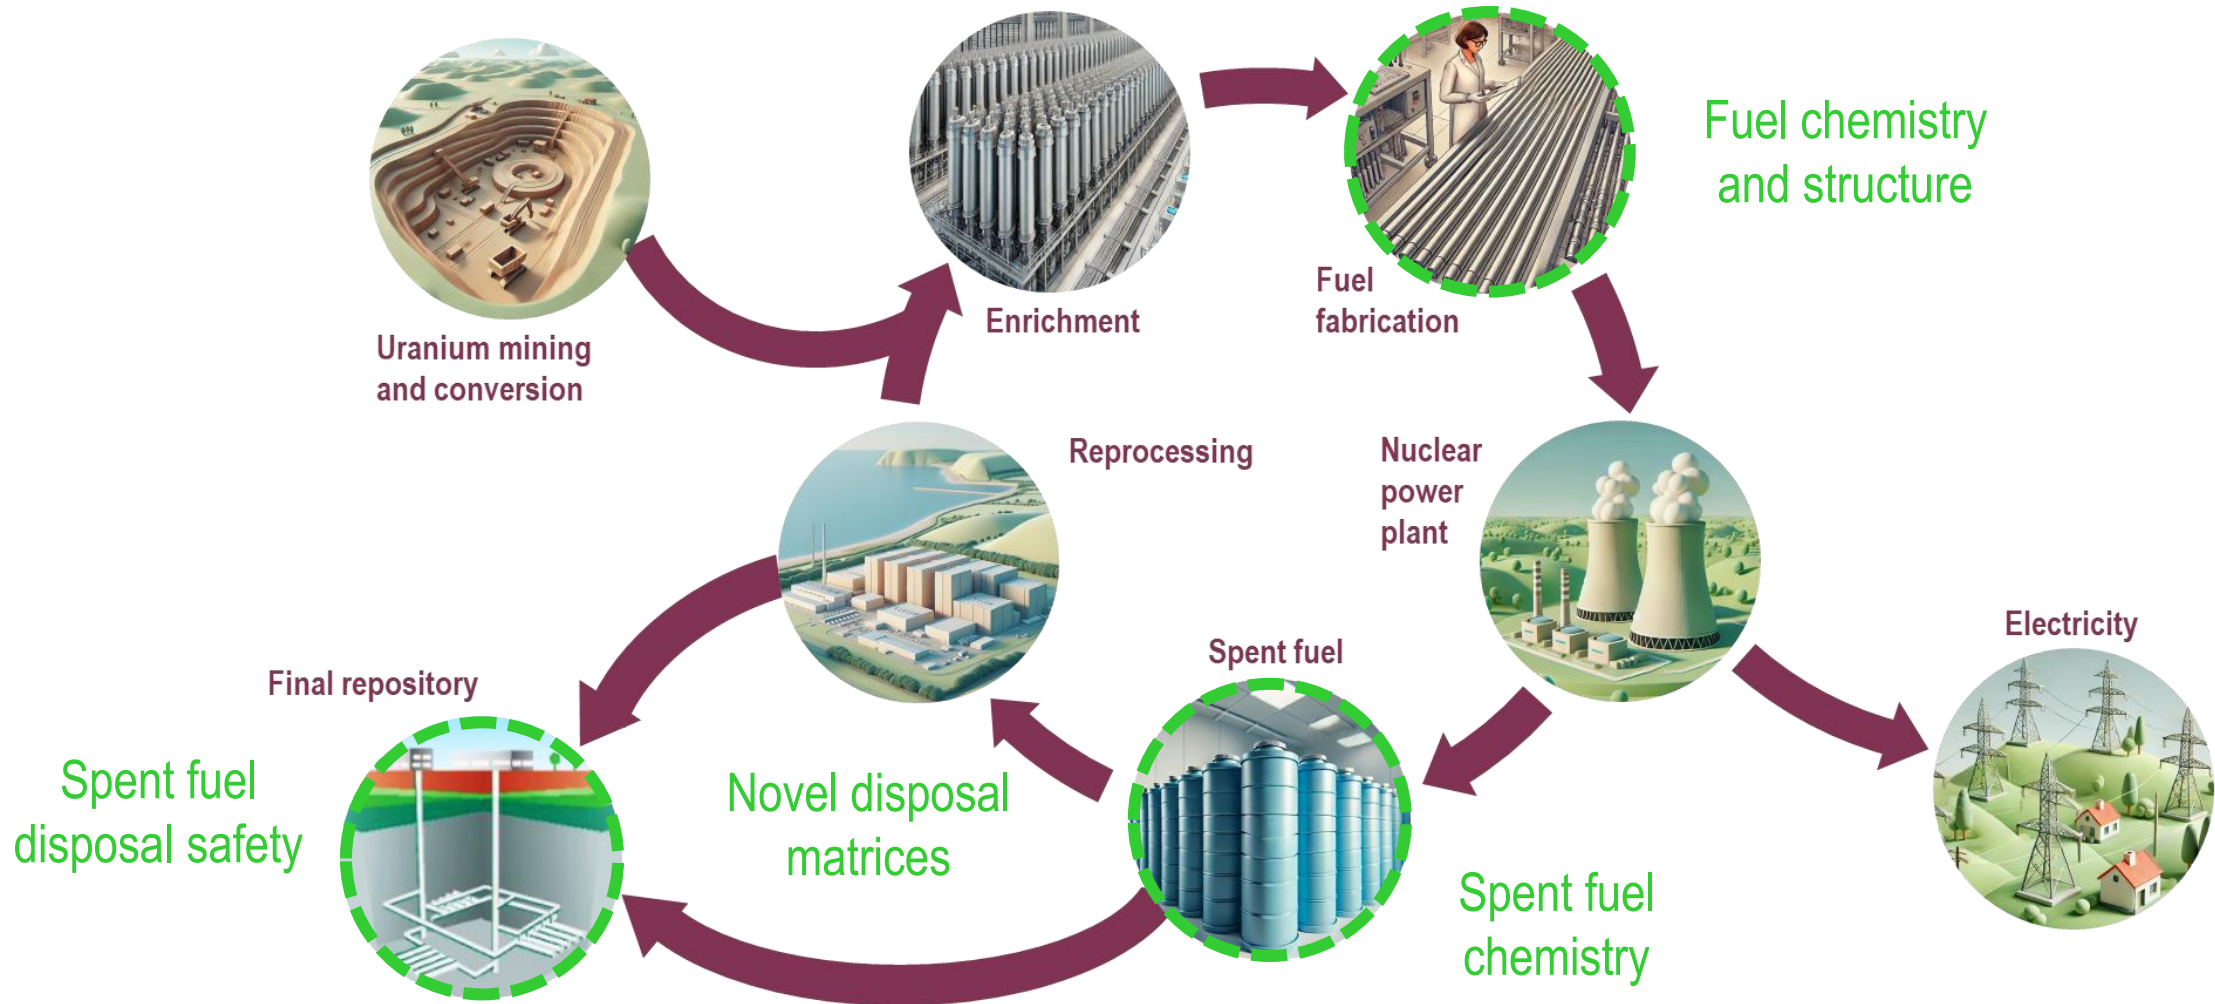 Fuel chemistry
and structure
Enrichment
Fuel
fabrication
Uranium mining
and conversion
Reprocessing
Nuclear
power
plant
Electricity
Spent fuel
Final repository
Spent fuel
disposal safety
Novel disposal
matrices
Spent fuel
chemistry